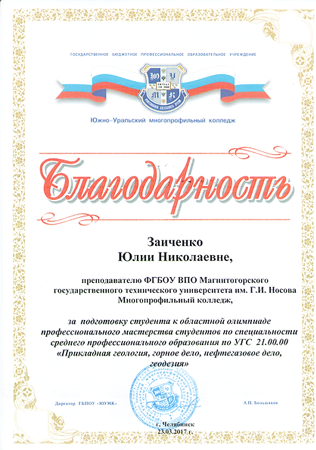 ГОСУДАРСТВЕННОЕ БЮДЖЕТНОЕ ПРОФЕССИОНАЛЬНОЕ ОБРАЗОВАТЕЛЬНОЕ УЧРЕЖДЕНИЕ
Южно-Уральский многопрофильный колледж
Благодарность
Заиченко
Юлии Николаевне,
преподавателю ФГБОУ ВПО Магнитогорского
государственного технического университета им. Г.И. Носова
Многопрофильный колледж,
за подготовку студента к областной олимпиаде
профессионального мастерства студентов по специальности
среднего профессионального образования по УГС 21.00.00
«Прикладная геология, горное дело, нефтегазовое дело,
геодезия»
Директор ГБПОУ «ЮУМК» А.П. Большаков
г. Челябинск
23.03.2017 г.